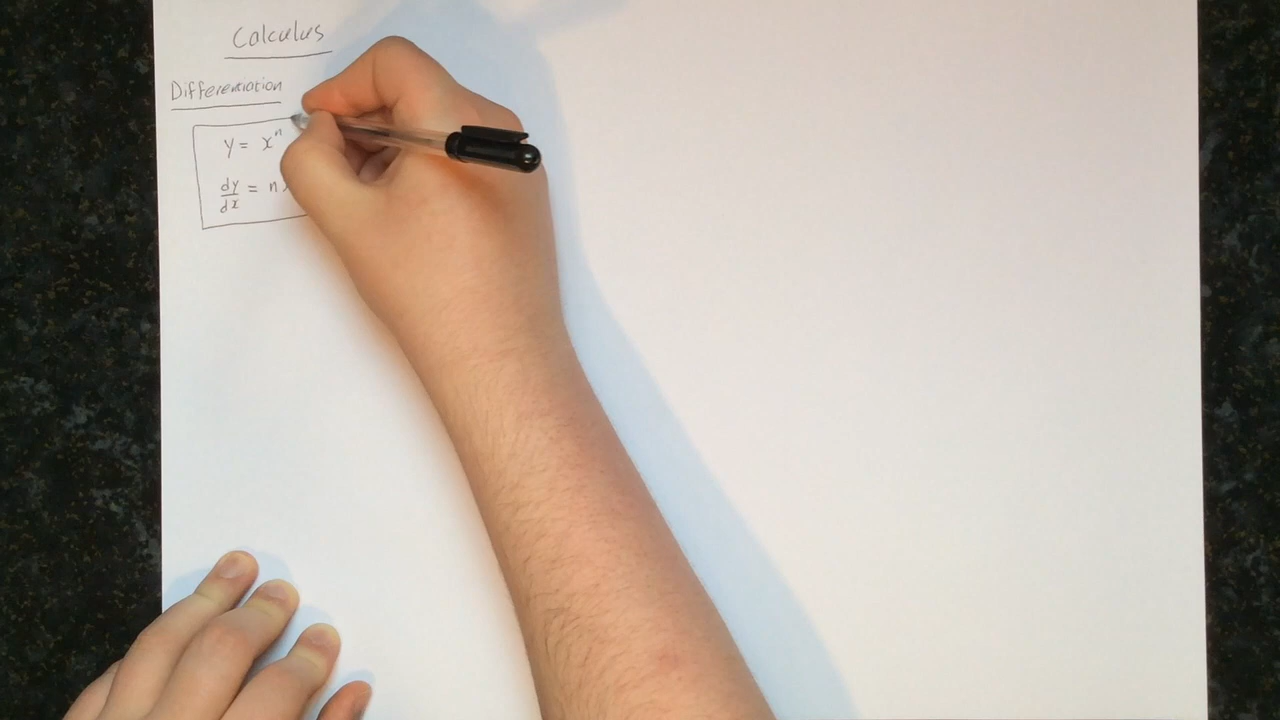 Calculus
Differentiation
y = xⁿ
dy/dx = n